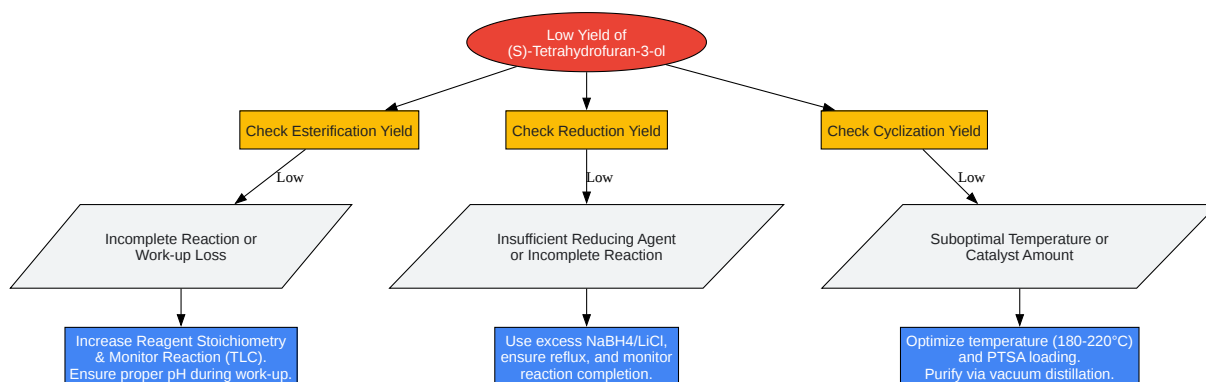 Low Yield of
(S)-Tetrahydrofuran-3-ol
Check Esterification Yield
Check Reduction Yield
Check Cyclization Yield
Low
Low
Low
Incomplete Reaction or
Work-up Loss
Insufficient Reducing Agent
or Incomplete Reaction
Suboptimal Temperature or
Catalyst Amount
Increase Reagent Stoichiometry
& Monitor Reaction (TLC).
Ensure proper pH during work-up.
Use excess NaBH4/LiCl,
ensure reflux, and monitor
reaction completion.
Optimize temperature (180-220°C)
and PTSA loading.
Purify via vacuum distillation.